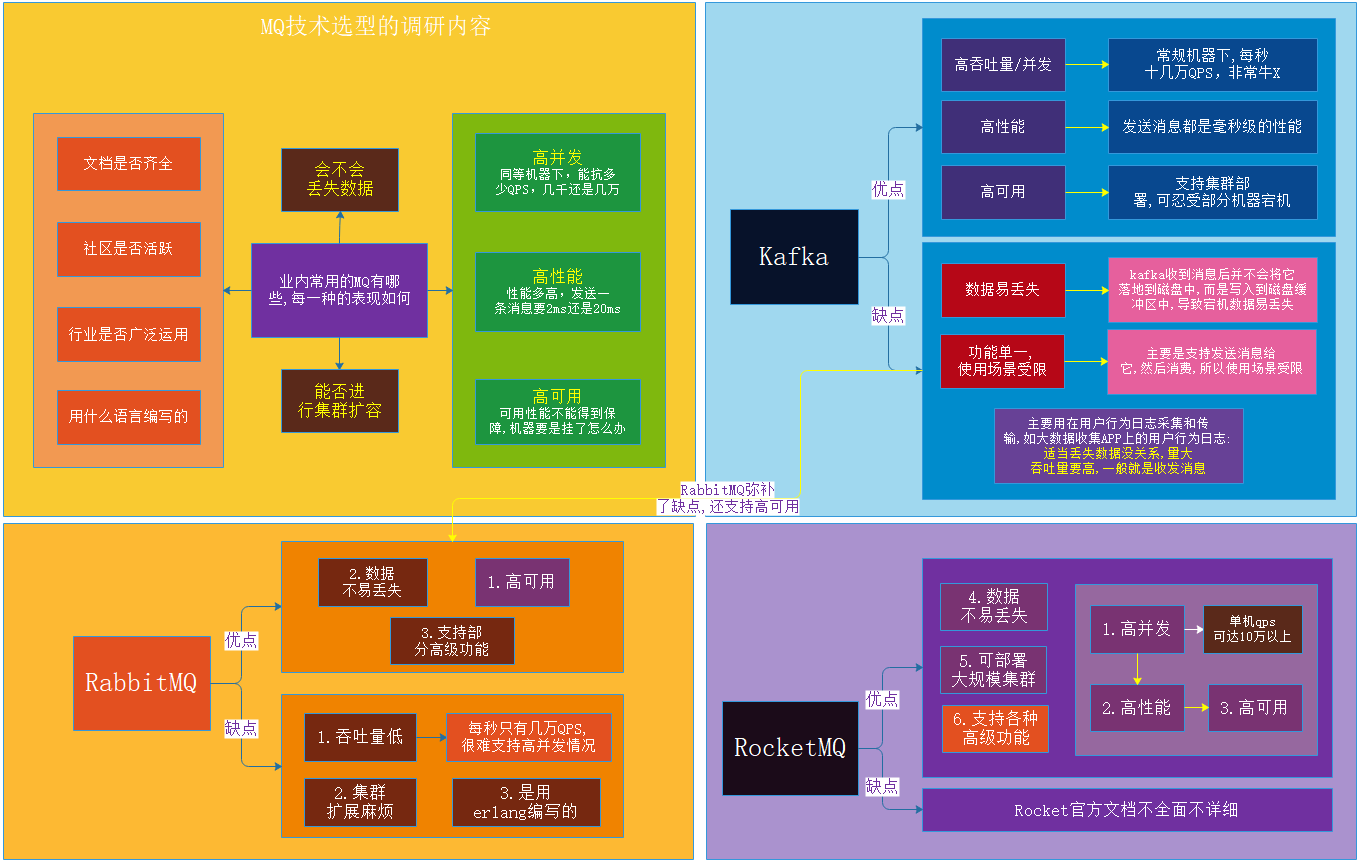 MQ技术选型的调研内容
文档是否齐全
社区是否活跃
行业是否广泛运用
用什么语言编写的
会不会
丢失数据
业内常用的MQ有哪
些,每一种的表现如何
能否进
行集群扩容
高并发
同等机器下，能抗多
少QPS，几千还是几万
高性能
性能多高，发送一
条消息要2ms还是20ms
高可用
可用性能不能得到保
障,机器要是挂了怎么办
Kafka
优点
高吞吐量/并发
常规机器下,每秒
十几万QPS，非常牛X
高性能
发送消息都是毫秒级的性能
高可用
支持集群部
署,可忍受部分机器宕机
缺点
数据易丢失
kafka收到消息后并不会将它
落地到磁盘中,而是写入到磁盘缓
冲区中,导致宕机数据易丢失
功能单一,
使用场景受限
主要是支持发送消息给
它,然后消费,所以使用场景受限
主要用在用户行为日志采集和传
输,如大数据收集APP上的用户行为日志:
适当丢失数据没关系,量大
吞吐量要高,一般就是收发消息
RabbitMQ弥补
了缺点,还支持高可用
RabbitMQ
优点
2.数据
不易丢失
1.高可用
3.支持部
分高级功能
缺点
1.吞吐量低
每秒只有几万QPS,
很难支持高并发情况
2.集群
扩展麻烦
3.是用
erlang编写的
RocketMQ
优点
4.数据
不易丢失
5.可部署
大规模集群
6.支持各种
高级功能
1.高并发
单机qps
可达10万以上
2.高性能
3.高可用
缺点
Rocket官方文档不全面不详细